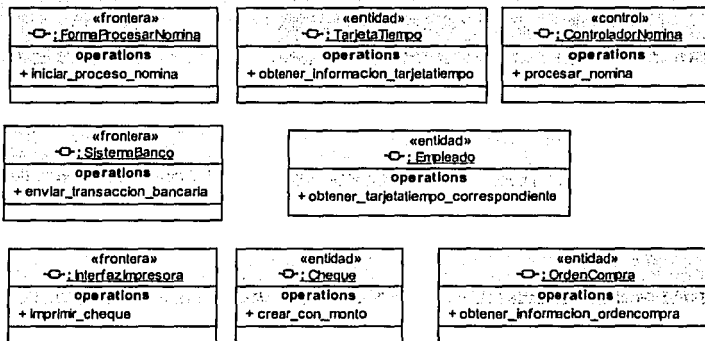 «frontera»
: FormaProcesarNomina
operations
+ iniciar_proceso_nomina
«entidad»
: TarjetaTiempo
operations
+ obtener_informacion_tarjetatiempo
«control»
: ControladorNomina
operations
+ procesar_nomina
«frontera»
: SistemaBanco
operations
+ enviar_transaccion_bancaria
«entidad»
: Empleado
operations
+ obtener_tarjetatiempo_correspondiente
«frontera»
: InterfazImpresora
operations
+ imprimir_cheque
«entidad»
: Cheque
operations
+ crear_con_monto
«entidad»
: OrdenCompra
operations
+ obtener_informacion_ordencompra